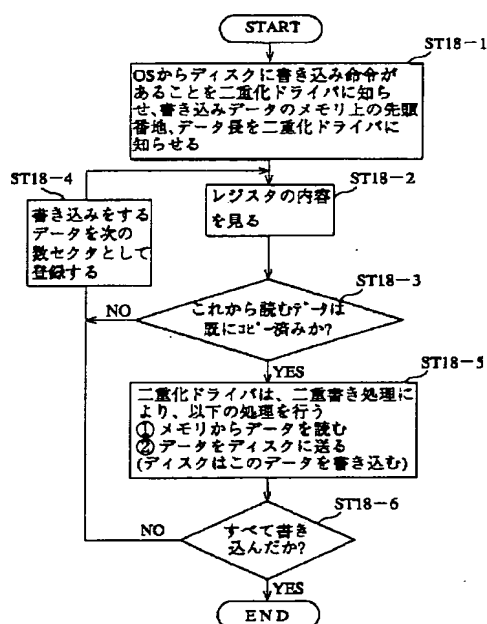 START
ST18-1
OSからディスクに書き込み命令が
あることを二重化ドライバに知ら
せ、書き込みデータのメモリ上の先頭
番地、データ長を二重化ドライバに
知らせる
ST18-4
書き込みをする
データを次の
数セクタとして
登録する
ST18-2
レジスタの内容
を見る
ST18-3
これから読むデータは
既にコピー済みか?
NO
YES
ST18-5
二重化ドライバは、二重書き処理に
より、以下の処理を行う
①メモリからデータを読む
②データをディスクに送る
(ディスクはこのデータを書き込む)
ST18-6
すべて書き
込んだか?
NO
YES
END